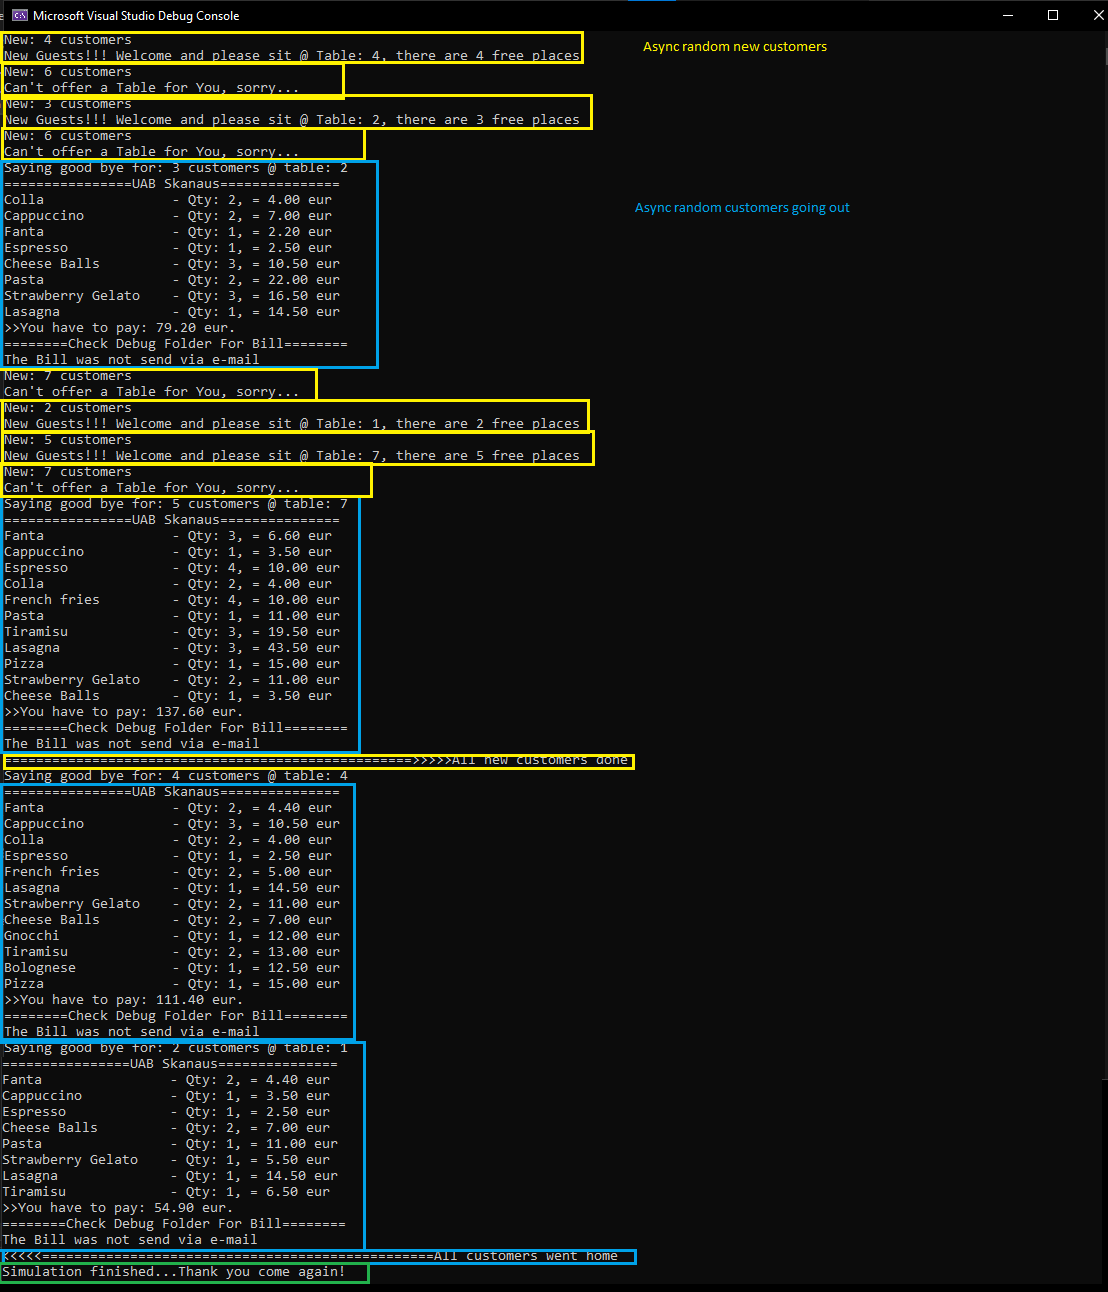 Microsoft Visual Studio Debug Console
New: 4 customers
Async random new customers
New Guests!!! Welcome and please sit @ Table: 4, there are 4 free places
New: 6 customers
Can't offer a Table for You, sorry...
New: 3 customers
New Guests!!! Welcome and please sit @ Table: 2, there are 3 free places
New: 6 customers
Can't offer a Table for You, sorry...
Saying good bye for: 3 customers @ table: 2
================UAB Skanaus===============
Colla - Qty: 2, = 4.00 eur
Async random customers going out
Cappuccino - Qty: 2, = 7.00 eur
Fanta - Qty: 1, = 2.20 eur
Espresso - Qty: 1, = 2.50 eur
Cheese Balls - Qty: 3, = 10.50 eur
Pasta - Qty: 2, = 22.00 eur
Strawberry Gelato - Qty: 3, = 16.50 eur
Lasagna - Qty: 1, = 14.50 eur
>>You have to pay: 79.20 eur.
========Check Debug Folder For Bill========
The Bill was not send via e-mail
New: 7 customers
Can't offer a Table for You, sorry...
New: 2 customers
New Guests!!! Welcome and please sit @ Table: 1, there are 2 free places
New: 5 customers
New Guests!!! Welcome and please sit @ Table: 7, there are 5 free places
New: 7 customers
Can't offer a Table for You, sorry...
Saying good bye for: 5 customers @ table: 7
================UAB Skanaus===============
Fanta - Qty: 3, = 6.60 eur
Cappuccino - Qty: 1, = 3.50 eur
Espresso - Qty: 4, = 10.00 eur
Colla - Qty: 2, = 4.00 eur
French fries - Qty: 4, = 10.00 eur
Pasta - Qty: 1, = 11.00 eur
Tiramisu - Qty: 3, = 19.50 eur
Lasagna - Qty: 3, = 43.50 eur
Pizza - Qty: 1, = 15.00 eur
Strawberry Gelato - Qty: 2, = 11.00 eur
Cheese Balls - Qty: 1, = 3.50 eur
>>You have to pay: 137.60 eur.
========Check Debug Folder For Bill========
The Bill was not send via e-mail
===================================================>>>>>All new customers done
Saying good bye for: 4 customers @ table: 4
================UAB Skanaus===============
Fanta - Qty: 2, = 4.40 eur
Cappuccino - Qty: 3, = 10.50 eur
Colla - Qty: 2, = 4.00 eur
Espresso - Qty: 1, = 2.50 eur
French fries - Qty: 2, = 5.00 eur
Lasagna - Qty: 1, = 14.50 eur
Strawberry Gelato - Qty: 2, = 11.00 eur
Cheese Balls - Qty: 2, = 7.00 eur
Gnocchi - Qty: 1, = 12.00 eur
Tiramisu - Qty: 2, = 13.00 eur
Bolognese - Qty: 1, = 12.50 eur
Pizza - Qty: 1, = 15.00 eur
>>You have to pay: 111.40 eur.
========Check Debug Folder For Bill========
The Bill was not send via e-mail
Saying good bye for: 2 customers @ table: 1
================UAB Skanaus===============
Fanta - Qty: 2, = 4.40 eur
Cappuccino - Qty: 1, = 3.50 eur
Espresso - Qty: 1, = 2.50 eur
Cheese Balls - Qty: 2, = 7.00 eur
Pasta - Qty: 1, = 11.00 eur
Strawberry Gelato - Qty: 1, = 5.50 eur
Lasagna - Qty: 1, = 14.50 eur
Tiramisu - Qty: 1, = 6.50 eur
>>You have to pay: 54.90 eur.
========Check Debug Folder For Bill========
The Bill was not send via e-mail
<<<<<=================================================All customers went home
Simulation finished...Thank you come again!